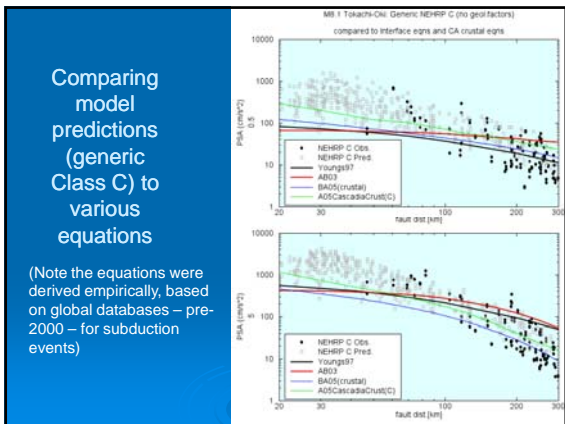 Comparing
model
predictions
(generic
Class C) to
various
equations
(Note the equations were
derived empirically, based
on global databases – pre-
2000 – for subduction
events)
M8.1 Tokachi-Oki: Generic NEHRP C (no geol.factors)
compared to Interface eqns and CA crustal eqns
10000
1000
100
10
1
PSA (cm/s^2)
0.5
NEHRP C Obs.
NEHRP C Pred.
Youngs97
AB03
BA05(crustal)
A05CascadiaCrust(C)
20 30 100 200 300
fault dist.[km]
10000
1000
100
10
1
PSA (cm/s^2)
5
NEHRP C Obs.
NEHRP C Pred.
Youngs97
AB03
BA05(crustal)
A05CascadiaCrust(C)
20 30 100 200 300
fault dist.[km]